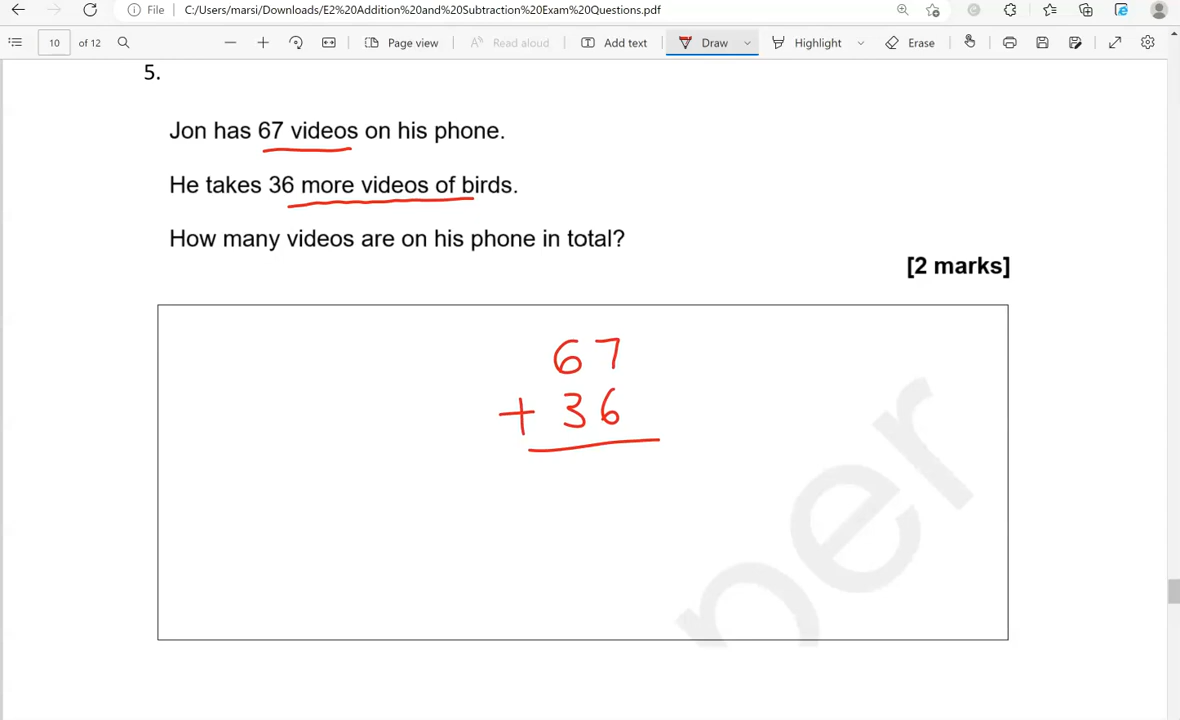 File C:/Users/marsi/Downloads/E2%20Addition%20and%20Subtraction%20Exam%20Questions.pdf
10 of 12 Page view Read aloud Add text Draw Highlight Erase
5.
Jon has 67 videos on his phone.
He takes 36 more videos of birds.
How many videos are on his phone in total?
[2 marks]
67
+ 36
ner